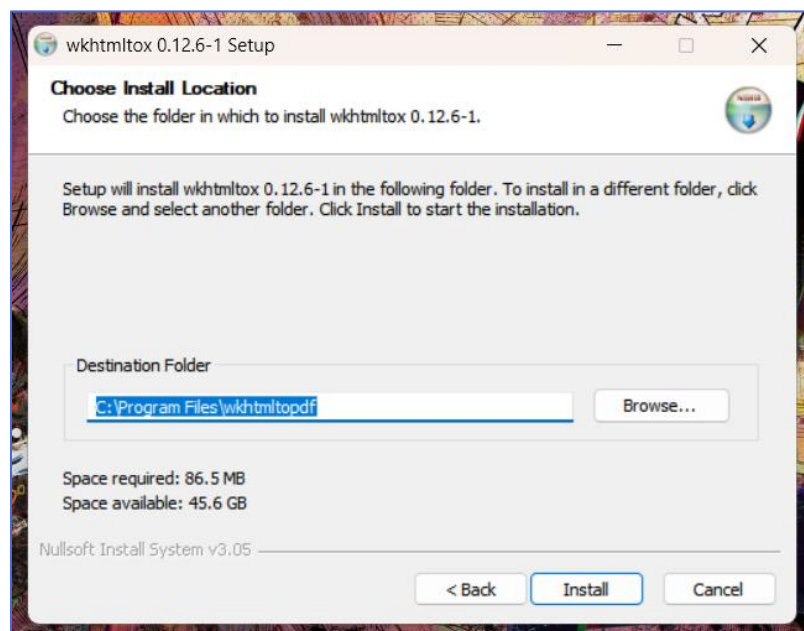 wkhtmltox 0.12.6-1 Setup
Choose Install Location
Choose the folder in which to install wkhtmltox 0.12.6-1.
Setup will install wkhtmltox 0.12.6-1 in the following folder. To install in a different folder, click
Browse and select another folder. Click Install to start the installation.
Destination Folder
C:\Program Files\wkhtmltopdf
Browse...
Space required: 86.5 MB
Space available: 45.6 GB
Nullsoft Install System v3.05
< Back Install Cancel